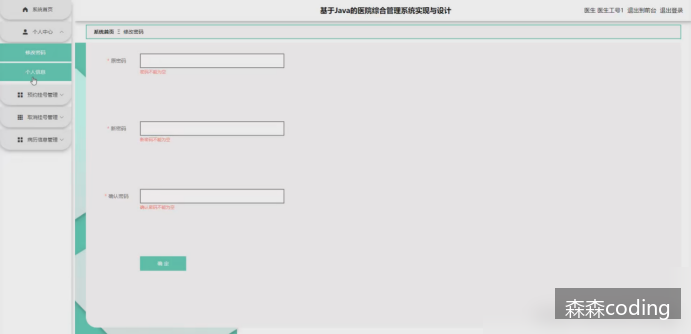 基于Java的医院综合管理系统实现与设计
医生 医生工号1 退出到前台 退出登录
系统首页
个人中心
修改密码
个人信息
预约挂号管理
取消挂号管理
病历信息管理
系统首页 : 修改密码
* 原密码
密码不能为空
* 新密码
新密码不能为空
* 确认密码
确认密码不能为空
确 定
森森coding